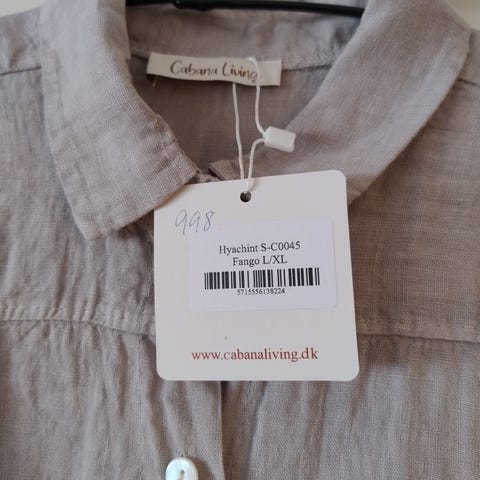 Cabana Living
998
Hyachint S-C0045
Fango L/XL
5715556138224
www.cabanaliving.dk